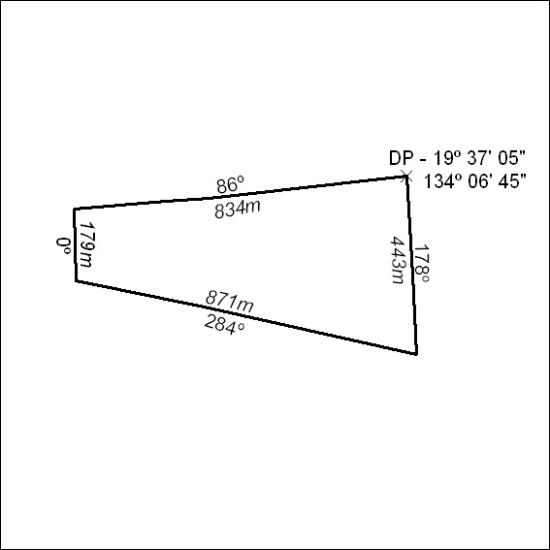 DP - 19º 37' 05"
134º 06' 45"
86º
834m
179m
0º
443m
178º
871m
284º